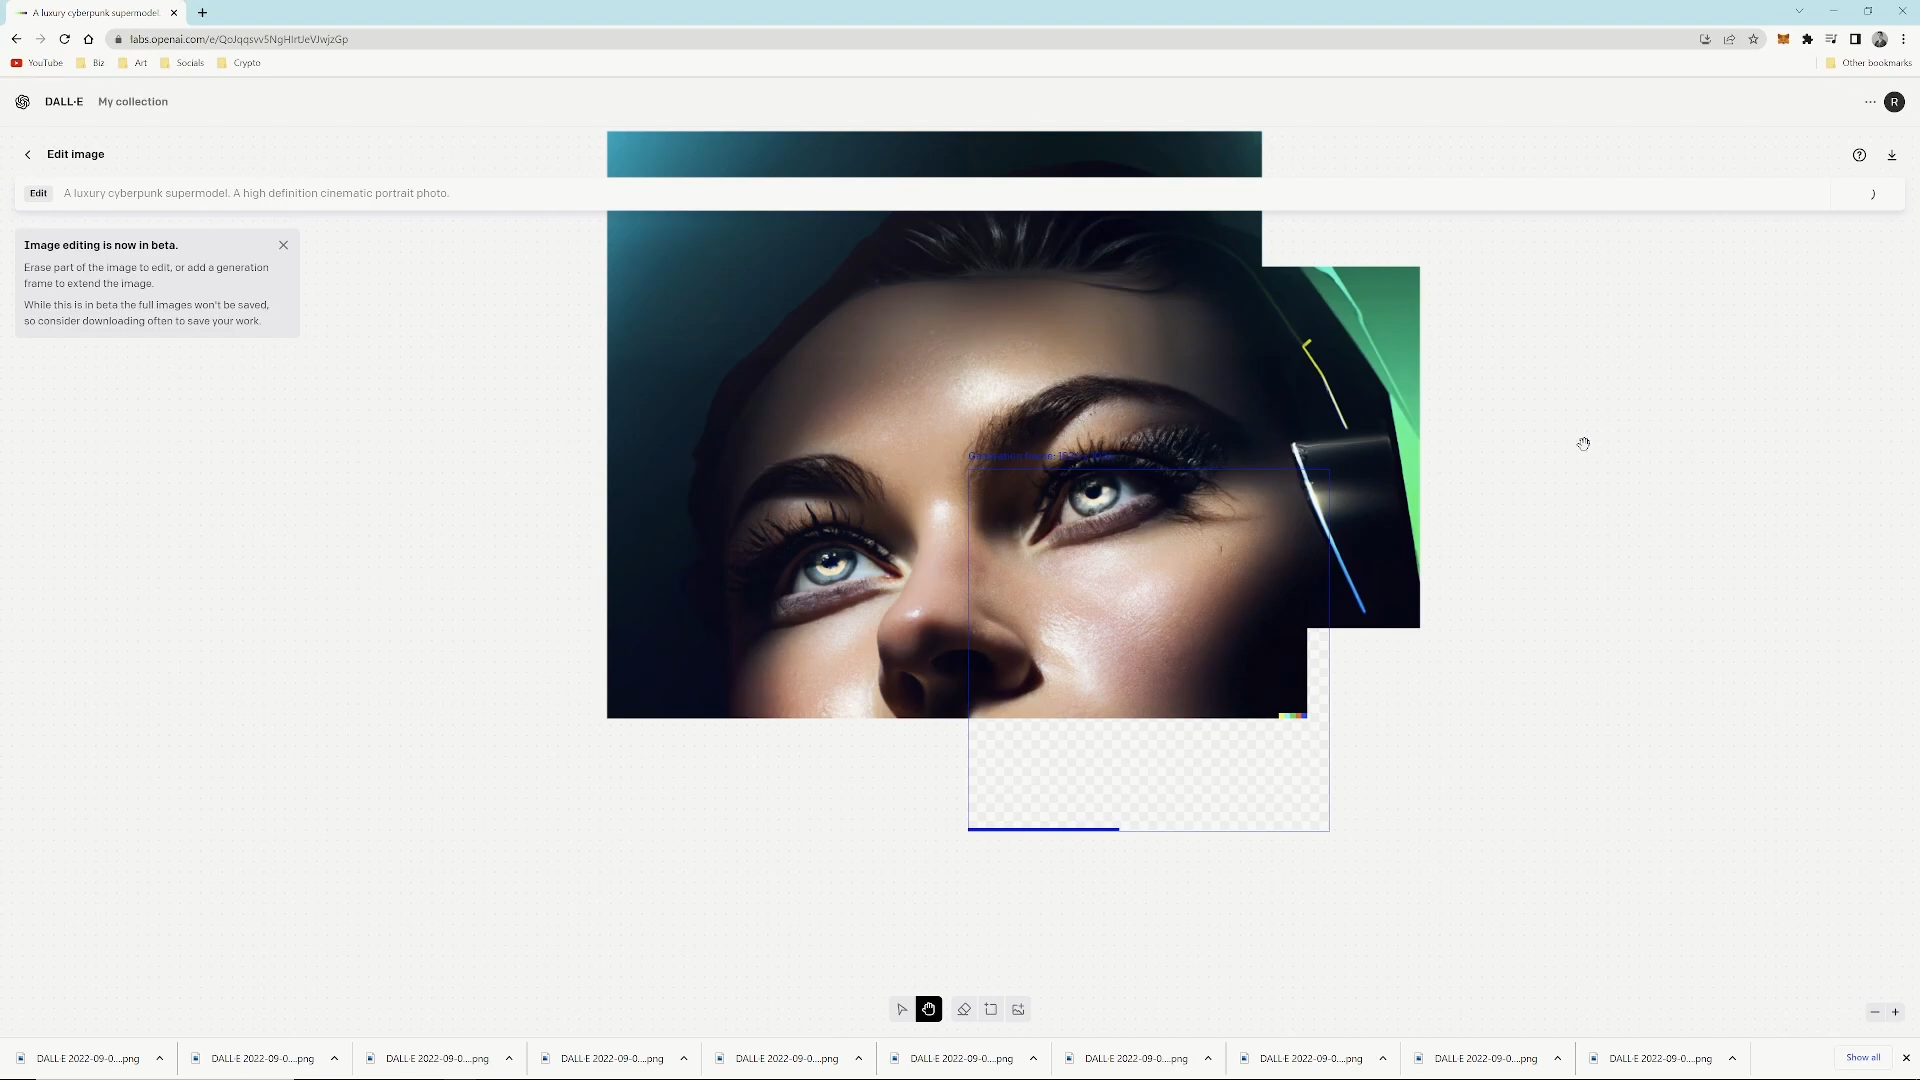 A luxury cyberpunk supermodel.
labs.openai.com/e/QoJqqsvv5NgHIrtJeVJwjzGp
YouTube Biz Art Socials Crypto Other bookmarks
DALL·E My collection R
Edit image
Edit A luxury cyberpunk supermodel. A high definition cinematic portrait photo.
Image editing is now in beta.
Erase part of the image to edit, or add a generation
frame to extend the image.
While this is in beta the full images won't be saved,
so consider downloading often to save your work.
Generation frame:
DALL·E 2022-09-0....png DALL·E 2022-09-0....png DALL·E 2022-09-0....png DALL·E 2022-09-0....png DALL·E 2022-09-0....png DALL·E 2022-09-0....png DALL·E 2022-09-0....png DALL·E 2022-09-0....png DALL·E 2022-09-0....png DALL·E 2022-09-0....png Show all